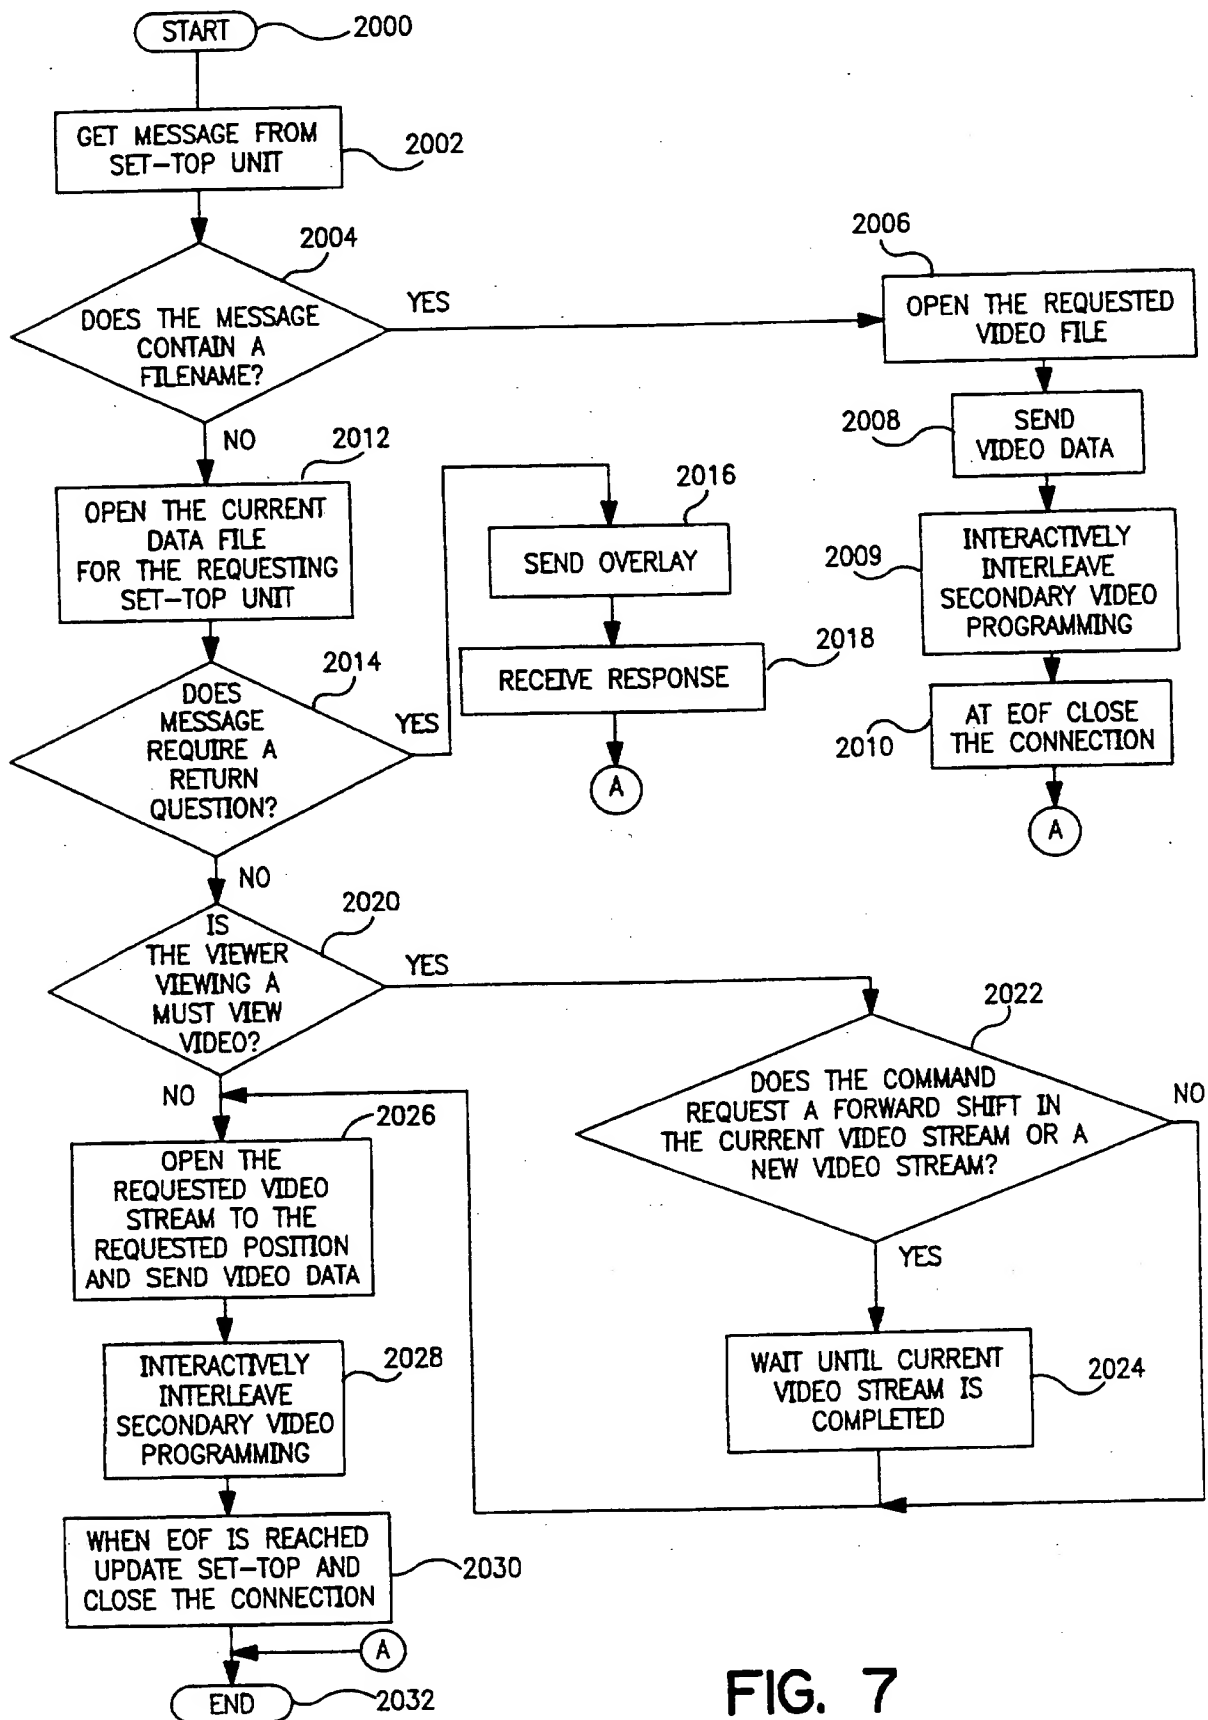 START
2000
GET MESSAGE FROM
SET-TOP UNIT
2002
2004
DOES THE MESSAGE
CONTAIN A
FILENAME?
YES
NO
2006
OPEN THE REQUESTED
VIDEO FILE
2008
SEND
VIDEO DATA
2009
INTERACTIVELY
INTERLEAVE
SECONDARY VIDEO
PROGRAMMING
2010
AT EOF CLOSE
THE CONNECTION
A
2012
OPEN THE CURRENT
DATA FILE
FOR THE REQUESTING
SET-TOP UNIT
2014
DOES
MESSAGE
REQUIRE A
RETURN
QUESTION?
YES
NO
2016
SEND OVERLAY
2018
RECEIVE RESPONSE
A
2020
IS
THE VIEWER
VIEWING A
MUST VIEW
VIDEO?
YES
NO
2022
DOES THE COMMAND
REQUEST A FORWARD SHIFT IN
THE CURRENT VIDEO STREAM OR A
NEW VIDEO STREAM?
NO
YES
2024
WAIT UNTIL CURRENT
VIDEO STREAM IS
COMPLETED
2026
OPEN THE
REQUESTED VIDEO
STREAM TO THE
REQUESTED POSITION
AND SEND VIDEO DATA
2028
INTERACTIVELY
INTERLEAVE
SECONDARY VIDEO
PROGRAMMING
WHEN EOF IS REACHED
UPDATE SET-TOP AND
CLOSE THE CONNECTION
2030
A
END
2032
FIG. 7